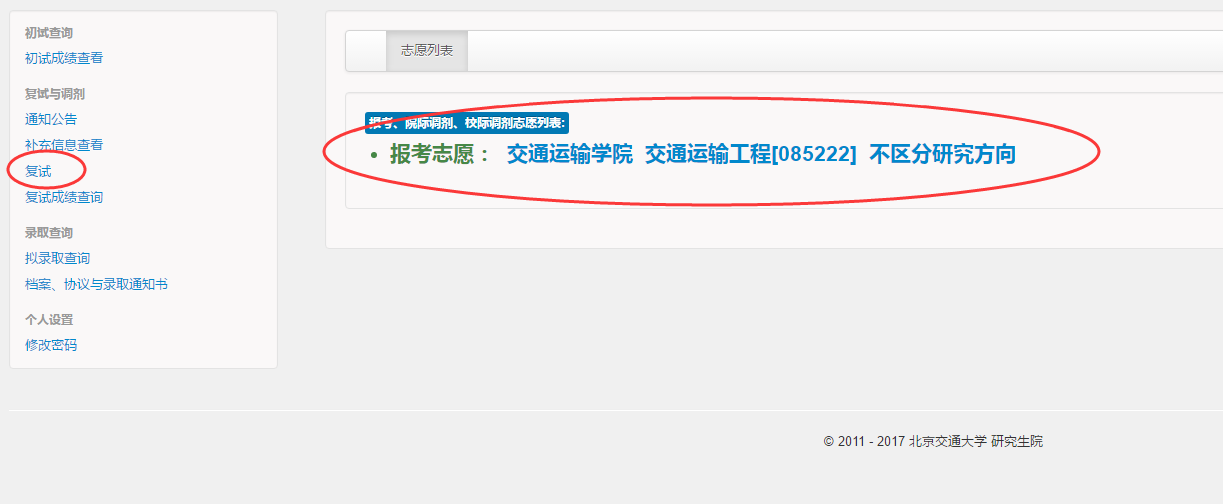 初试查询
初试成绩查看
复试与调剂
通知公告
补充信息查看
复试
复试成绩查询
录取查询
拟录取查询
档案、协议与录取通知书
个人设置
修改密码
志愿列表
报考、院际调剂、校际调剂志愿列表:
报考志愿： 交通运输学院 交通运输工程[085222] 不区分研究方向
© 2011 - 2017 北京交通大学 研究生院